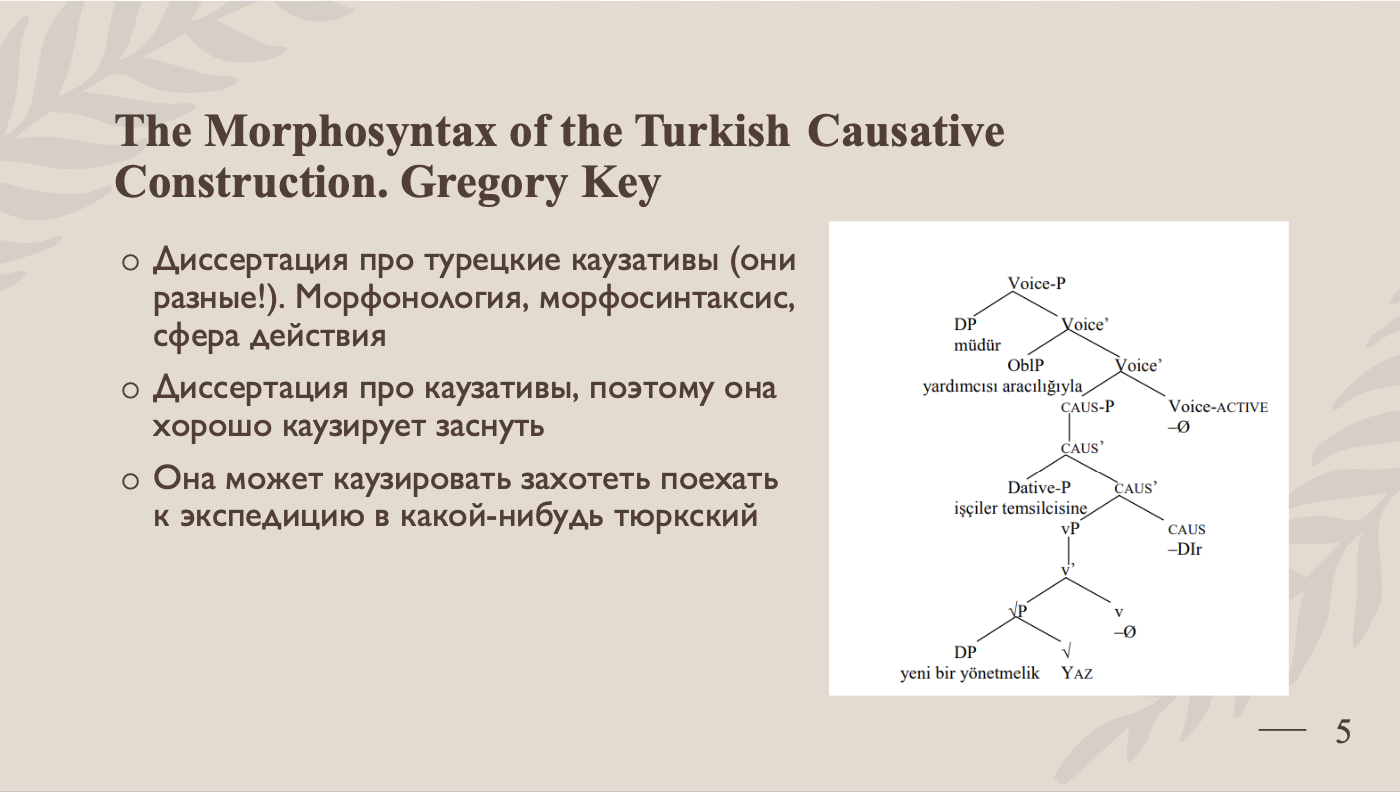 The Morphosyntax of the Turkish Causative
Construction. Gregory Key
o Диссертация про турецкие каузативы (они
разные!). Морфонология, морфосинтаксис,
сфера действия
o Диссертация про каузативы, поэтому она
хорошо каузирует заснуть
o Она может каузировать захотеть поехать
к экспедицию в какой-нибудь тюркский
Voice-P
DP
Voice’
müdür
OblP
Voice’
yardımcısı aracılığıyla
CAUS-P
Voice-ACTIVE
–Ø
CAUS’
Dative-P
CAUS’
işçiler temsilcisine
vP
CAUS
–DIr
v’
√P
v
–Ø
DP
√
yeni bir yönetmelik
YAZ
5